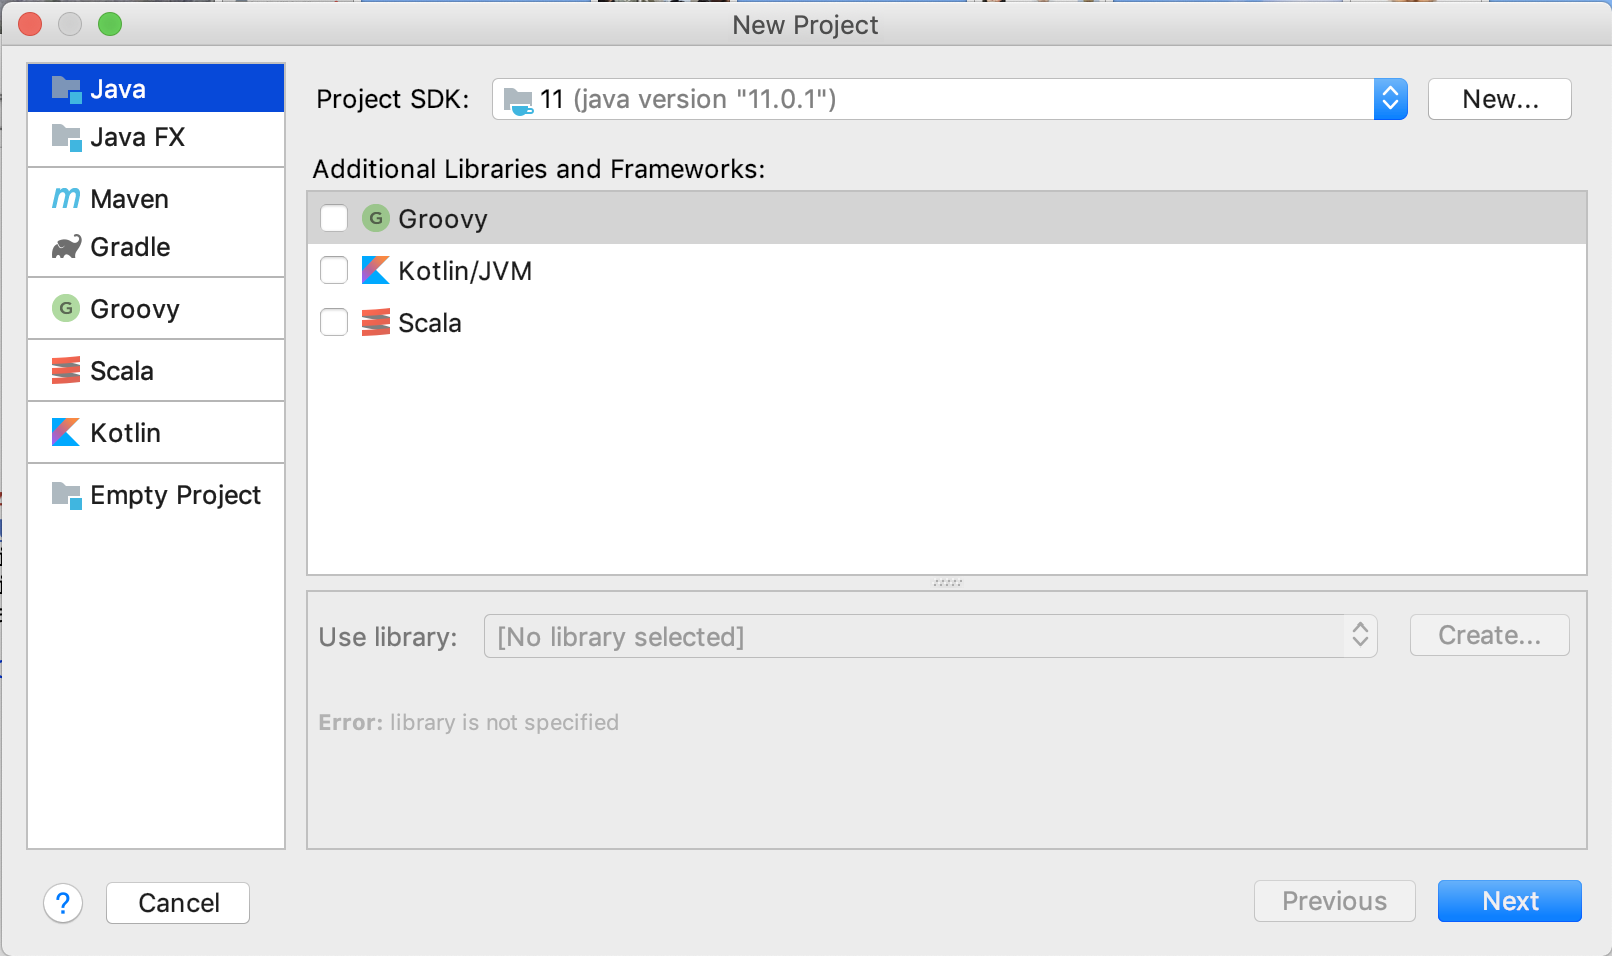 New Project
Java
Java FX
Maven
Gradle
Groovy
Scala
Kotlin
Empty Project
Project SDK: 11 (java version "11.0.1") New...
Additional Libraries and Frameworks:
G Groovy
Kotlin/JVM
Scala
Use library: [No library selected] Create...
Error: library is not specified
? Cancel Previous Next